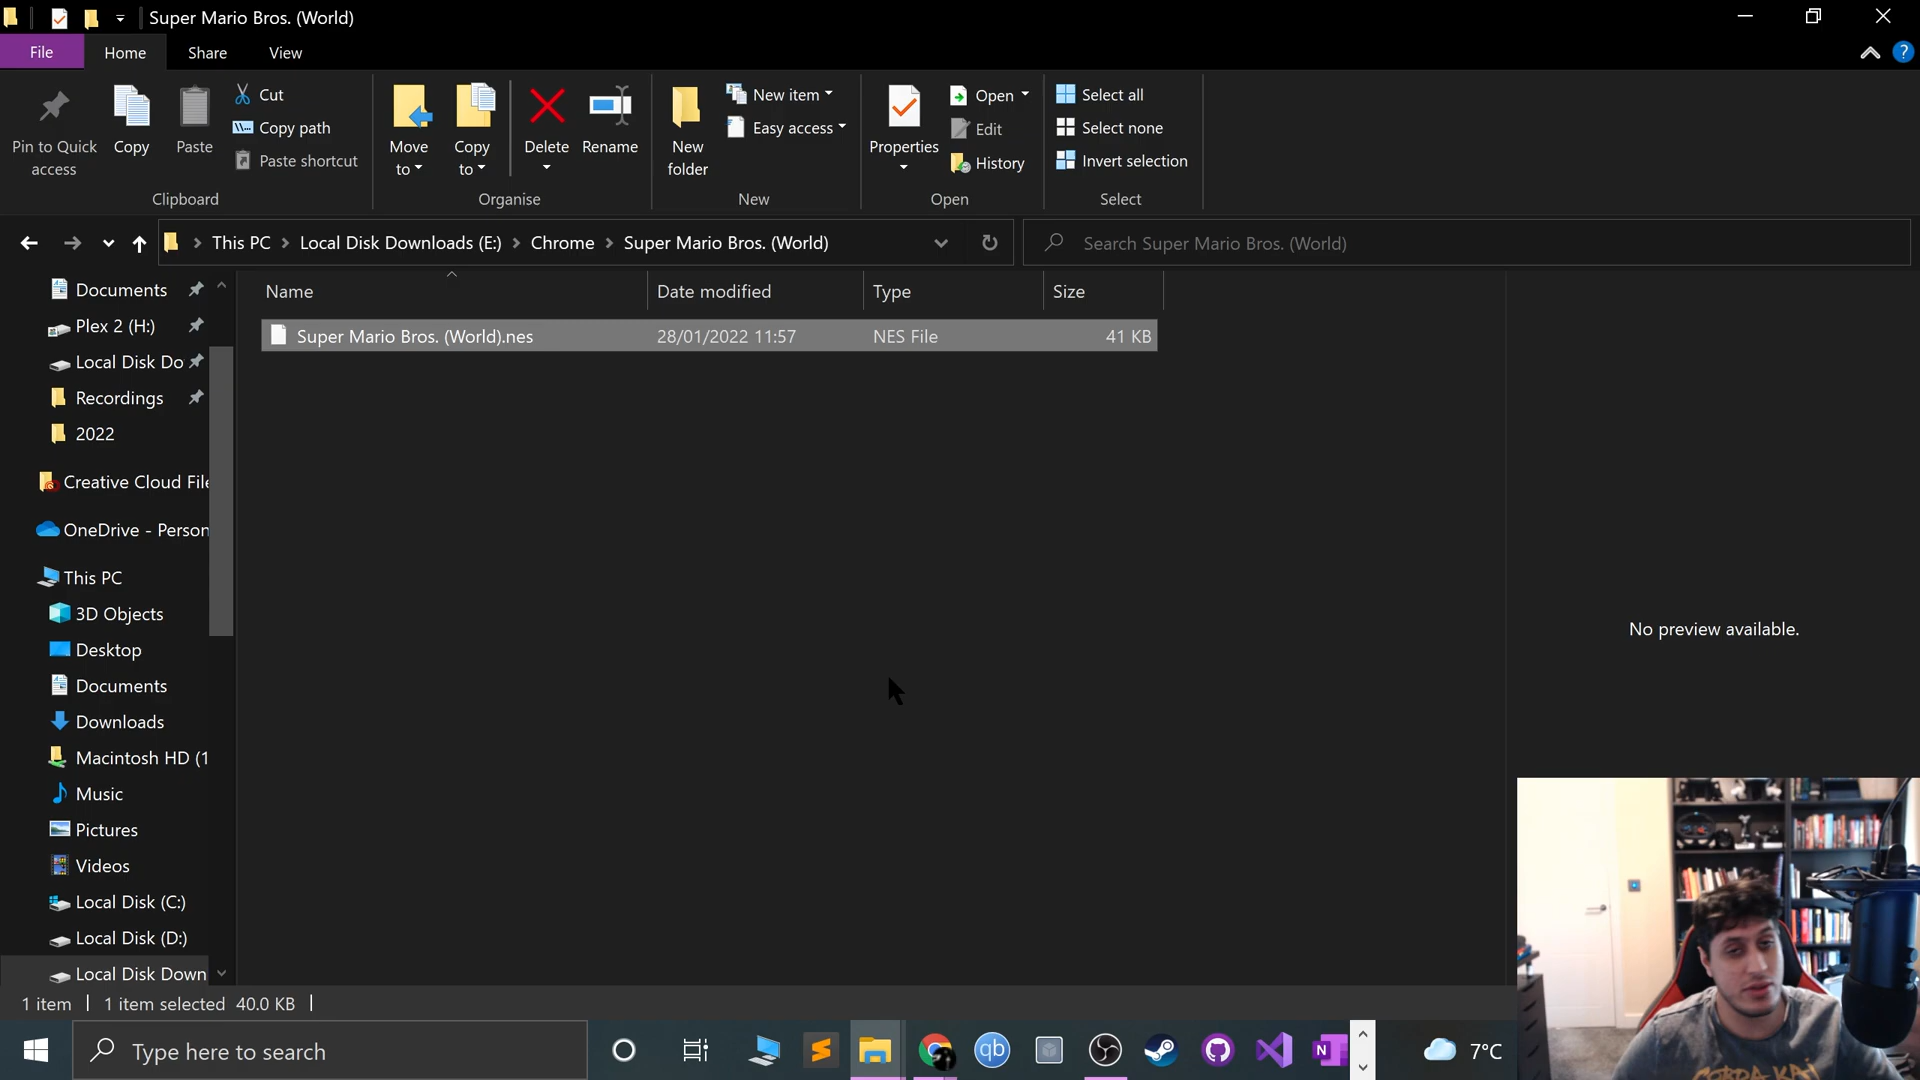 Super Mario Bros. (World)
File
Home
Share
View
Pin to Quick
access
Copy
Paste
Cut
Copy path
Paste shortcut
Clipboard
Move
to
Copy
to
Delete
Rename
Organise
New
folder
New item
Easy access
New
Properties
Open
Edit
History
Open
Select all
Select none
Invert selection
Select
This PC
Local Disk Downloads (E:)
Chrome
Super Mario Bros. (World)
Search Super Mario Bros. (World)
Name
Date modified
Type
Size
Super Mario Bros. (World).nes
28/01/2022 11:57
NES File
41 KB
Documents
Plex 2 (H:)
Local Disk Do
Recordings
2022
Creative Cloud File
OneDrive - Person
This PC
3D Objects
Desktop
Documents
Downloads
Macintosh HD (1
Music
Pictures
Videos
Local Disk (C:)
Local Disk (D:)
Local Disk Down
No preview available.
1 item
1 item selected 40.0 KB
Type here to search
qb
N
7°C
COBRA KAI